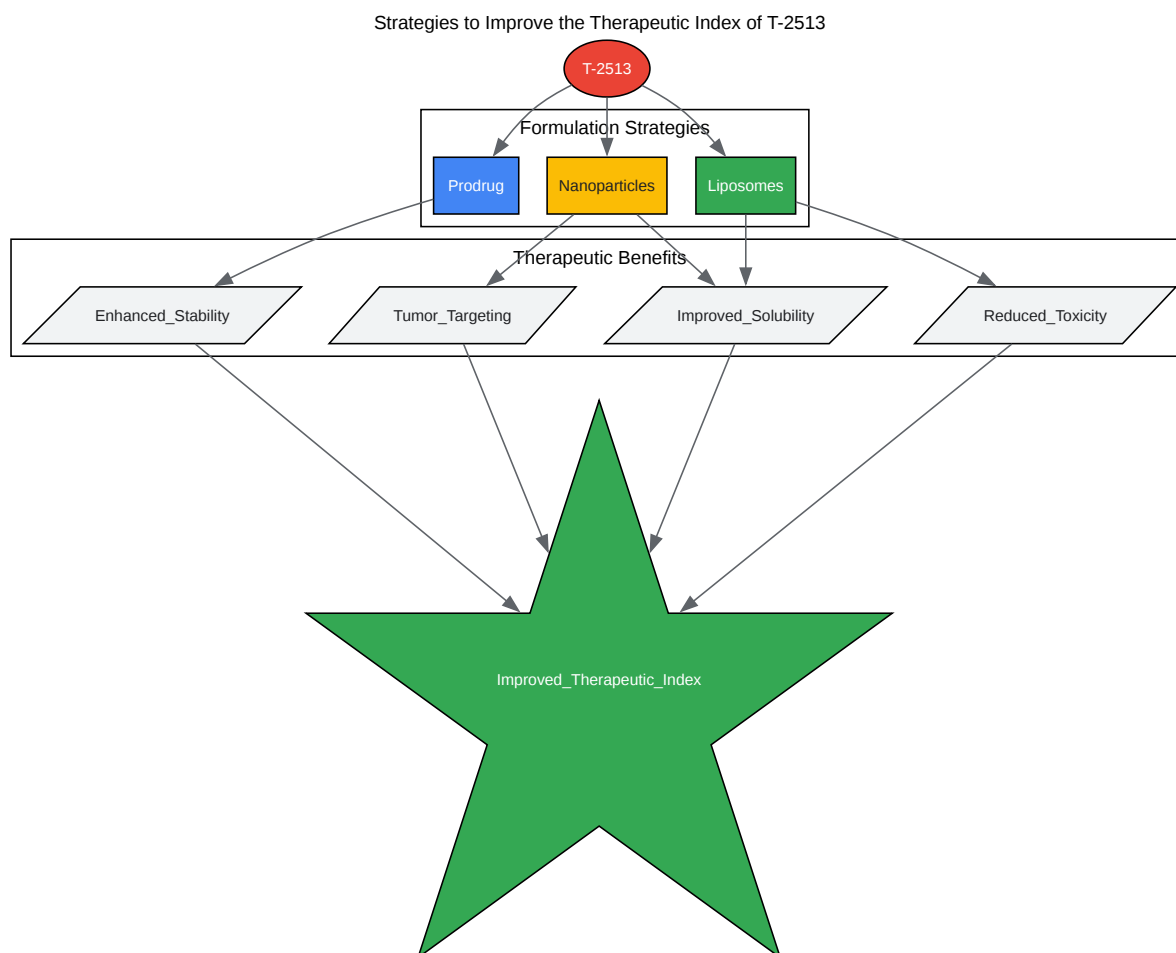 Strategies to Improve the Therapeutic Index of T-2513
T-2513
Formulation Strategies
Prodrug
Nanoparticles
Liposomes
Therapeutic Benefits
Enhanced_Stability
Tumor_Targeting
Improved_Solubility
Reduced_Toxicity
Improved_Therapeutic_Index